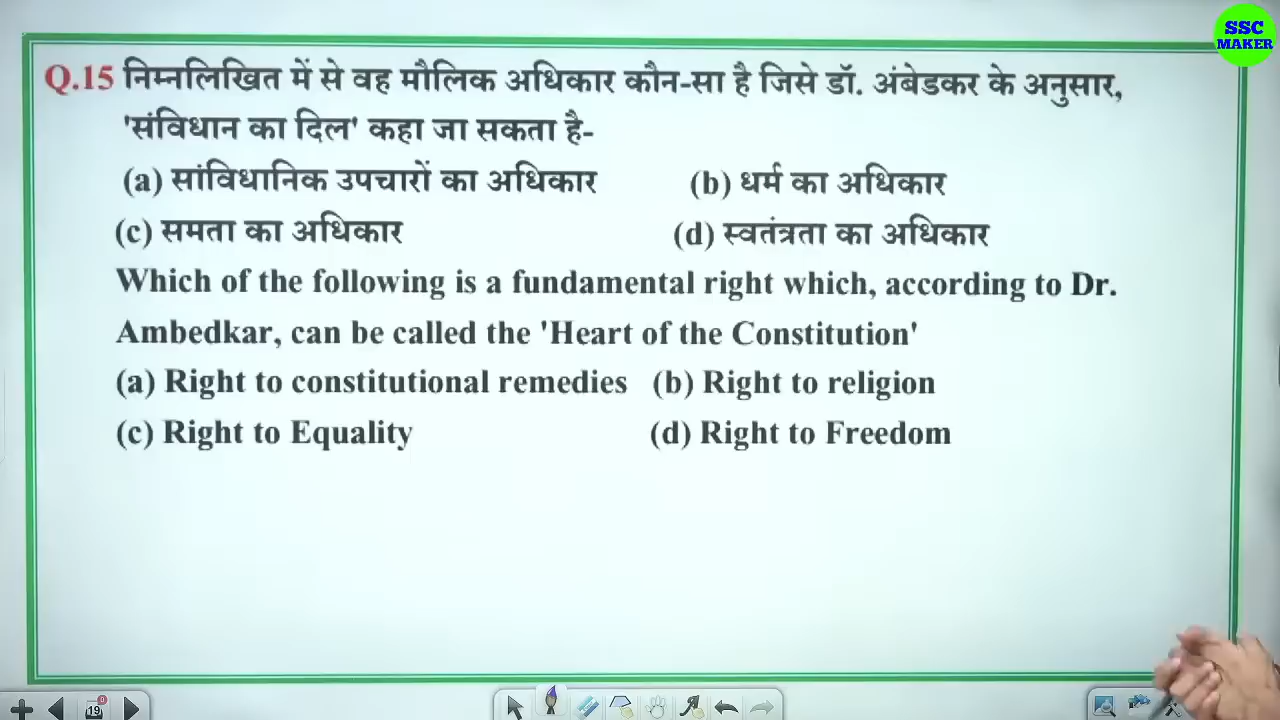 SSC
MAKER
Q.15 निम्नलिखित में से वह मौलिक अधिकार कौन-सा है जिसे डॉ. अंबेडकर के अनुसार,
'संविधान का दिल' कहा जा सकता है-
(a) सांविधानिक उपचारों का अधिकार (b) धर्म का अधिकार
(c) समता का अधिकार (d) स्वतंत्रता का अधिकार
Which of the following is a fundamental right which, according to Dr.
Ambedkar, can be called the 'Heart of the Constitution'
(a) Right to constitutional remedies (b) Right to religion
(c) Right to Equality (d) Right to Freedom
19
0